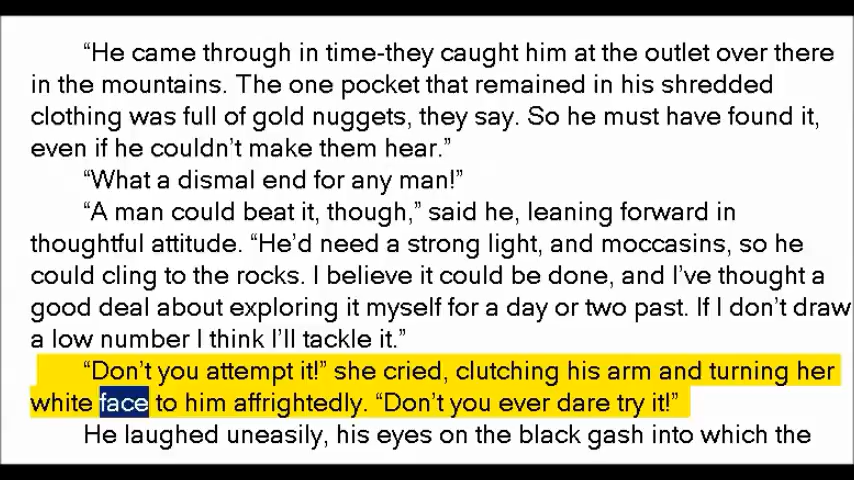 “He came through in time-they caught him at the outlet over there
in the mountains. The one pocket that remained in his shredded
clothing was full of gold nuggets, they say. So he must have found it,
even if he couldn’t make them hear.”
“What a dismal end for any man!”
“A man could beat it, though,” said he, leaning forward in
thoughtful attitude. “He’d need a strong light, and moccasins, so he
could cling to the rocks. I believe it could be done, and I’ve thought a
good deal about exploring it myself for a day or two past. If I don’t draw
a low number I think I’ll tackle it.”
“Don’t you attempt it!” she cried, clutching his arm and turning her
white face to him affrightedly. “Don’t you ever dare try it!”
He laughed uneasily, his eyes on the black gash into which the